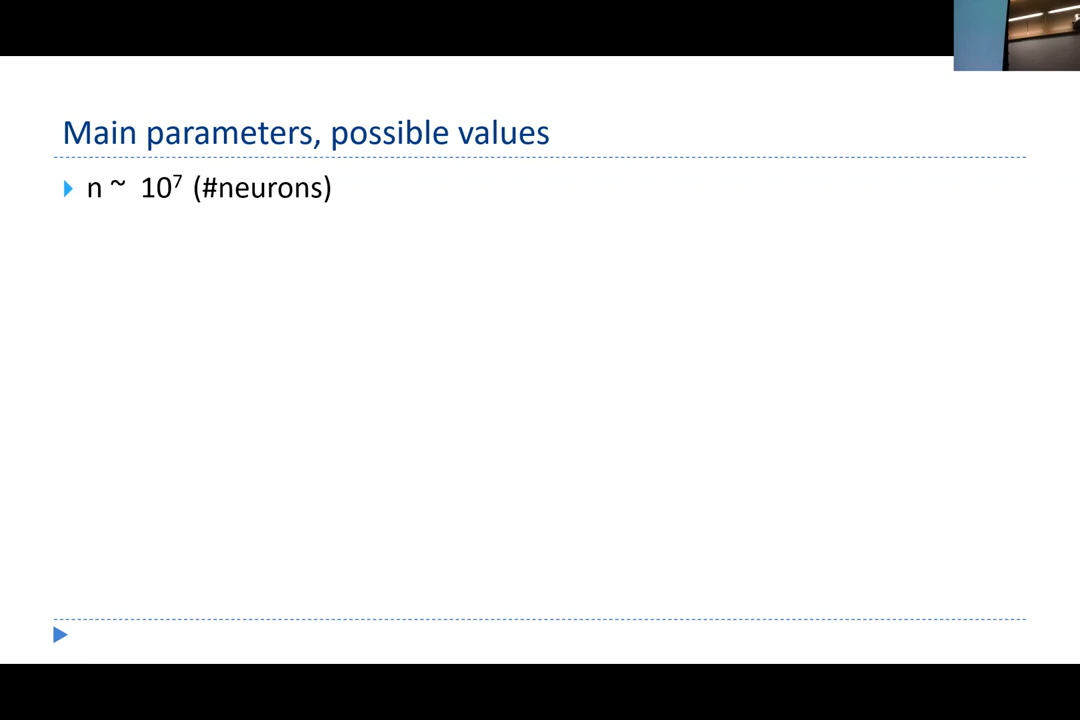 Main parameters, possible values
n ~ 10⁷ (#neurons)